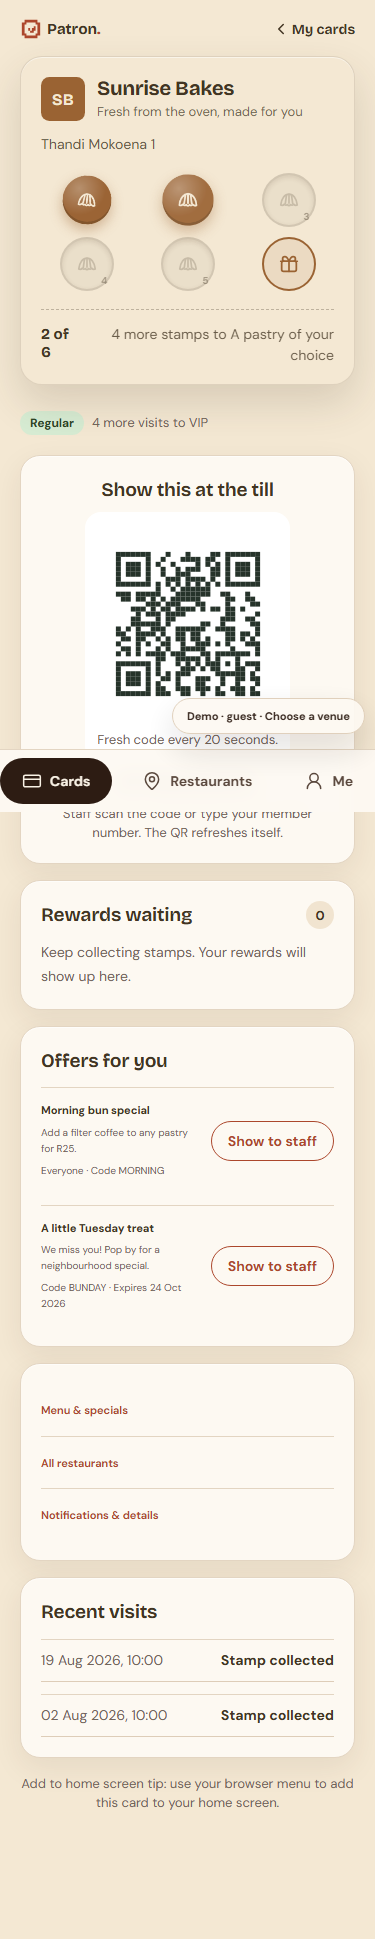 Patron.
My cards
SB
Sunrise Bakes
Fresh from the oven, made for you
Thandi Mokoena 1
3
4
5
2 of
6
4 more stamps to A pastry of your
choice
Regular
4 more visits to VIP
Show this at the till
Demo · guest · Choose a venue
Fresh code every 20 seconds.
Cards
Restaurants
Me
Staff scan the code or type your member
number. The QR refreshes itself.
Rewards waiting
0
Keep collecting stamps. Your rewards will
show up here.
Offers for you
Morning bun special
Add a filter coffee to any pastry
for R25.
Everyone · Code MORNING
Show to staff
A little Tuesday treat
We miss you! Pop by for a
neighbourhood special.
Code BUNDAY · Expires 24 Oct
2026
Show to staff
Menu & specials
All restaurants
Notifications & details
Recent visits
19 Aug 2026, 10:00
Stamp collected
02 Aug 2026, 10:00
Stamp collected
Add to home screen tip: use your browser menu to add
this card to your home screen.